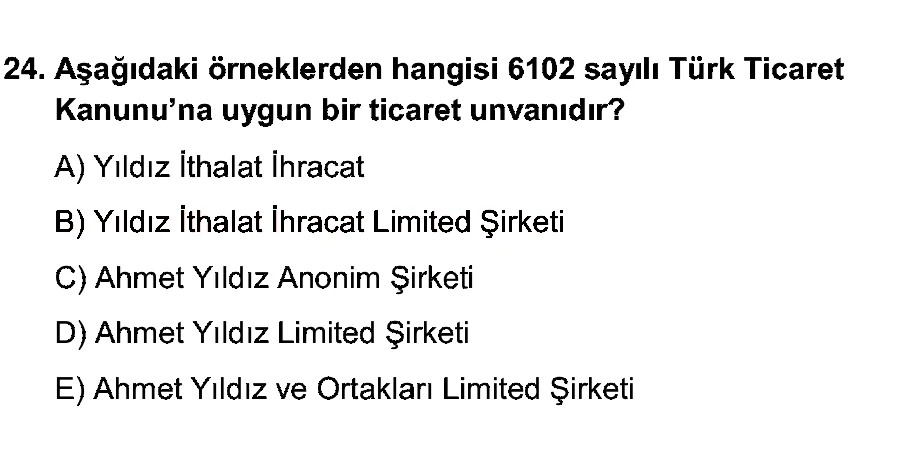 24. Aşağıdaki örneklerden hangisi 6102 sayılı Türk Ticaret
Kanunu’na uygun bir ticaret unvanıdır?
A) Yıldız İthalat İhracat
B) Yıldız İthalat İhracat Limited Şirketi
C) Ahmet Yıldız Anonim Şirketi
D) Ahmet Yıldız Limited Şirketi
E) Ahmet Yıldız ve Ortakları Limited Şirketi